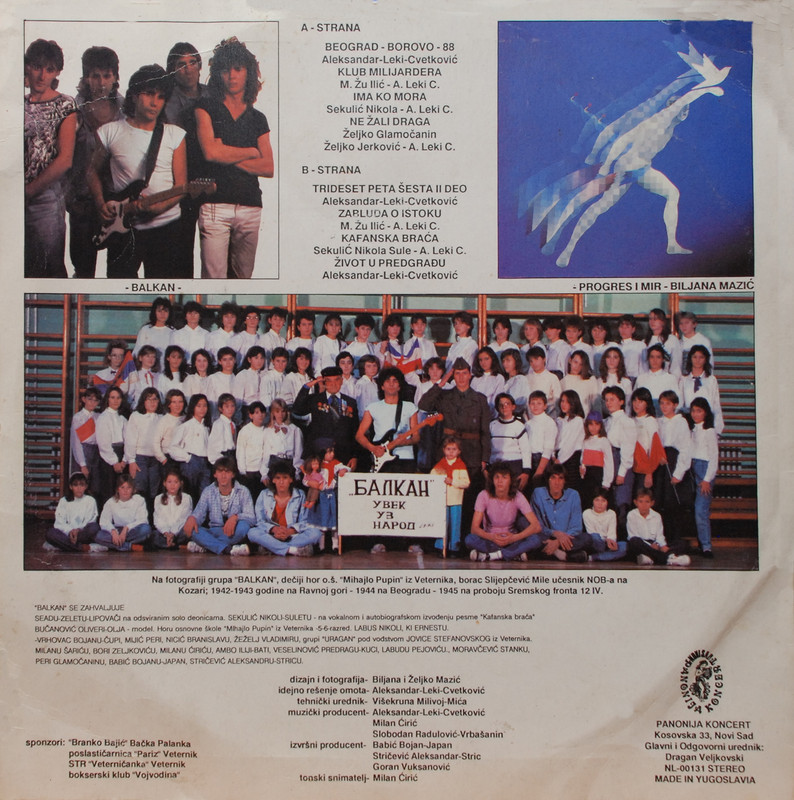 A - STRANA
BEOGRAD - BOROVO - 88
Aleksandar-Leki-Cvetković
KLUB MILIJARDERA
M. Žu Ilić - A. Leki C.
IMA KO MORA
Sekulić Nikola - A. Leki C.
NE ŽALI DRAGA
Željko Glamočanin
Željko Jerković - A. Leki C.
B - STRANA
TRIDESET PETA ŠESTA II DEO
Aleksandar-Leki-Cvetković
ZABLUDA O ISTOKU
M. Žu Ilić - A. Leki C.
KAFANSKA BRAĆA
SekuliĆ Nikola Sule - A. Leki C.
ŽIVOT U PREDGRAĐU
Aleksandar-Leki-Cvetković
- BALKAN -
- PROGRES I MIR - BILJANA MAZIĆ
„БАЛКАН"
УВЕК
УЗ
НАРОД
Na fotografiji grupa "BALKAN", dečiji hor o.š. "Mihajlo Pupin" iz Veternika, borac Slijepčević Mile učesnik NOB-a na
Kozari; 1942-1943 godine na Ravnoj gori - 1944 na Beogradu - 1945 na proboju Sremskog fronta 12 IV.
"BALKAN" SE ZAHVALJUJE
SEADU-ZELETU-LIPOVAČI na odsviranim solo deonicama. SEKULIĆ NIKOLI-SULETU - na vokalnom i autobiografskom izvođenju pesme "Kafanska braća"
BUČANOVIĆ OLIVERI-OLJA - model. Horu osnovne škole "Mihajlo Pupin" iz Veternika -5-6-razred. LABUS NIKOLI, KI ERNESTU.
-VRHOVAC BOJANU-ČUPI, MIJIĆ PERI, NICIĆ BRANISLAVU, ŽEŽELJ VLADIMIRU, grupi "URAGAN" pod vodstvom JOVICE STEFANOVSKOG iz Veternika.
MILANU ŠARIĆU, BORI ZELJKOVIĆU, MILANU ĆIRIĆU, AMBO ILIJI-BATI, VESELINOVIĆ PREDRAGU-KUCI, LABUDU PEJOVIĆU., MORAVČEVIĆ STANKU,
PERI GLAMOČANINU, BABIĆ BOJANU-JAPAN, STRIČEVIĆ ALEKSANDRU-STRICU.
dizajn i fotografija- Biljana i Željko Mazić
idejno rešenje omota- Aleksandar-Leki-Cvetković
tehnički urednik- Višekruna Milivoj-Mića
muzički producent- Aleksandar-Leki-Cvetković
Milan Ćirić
Slobodan Radulović-Vrbašanin
izvršni producent- Babić Bojan-Japan
Stričević Aleksandar-Stric
Goran Vuksanović
tonski snimatelj- Milan Ćirić
sponzori: "Branko Bajić" Bačka Palanka
poslastičarnica "Pariz" Veternik
STR "Veterničanka" Veternik
bokserski klub "Vojvodina"
PANONIJA KONCERT
PANONIJA KONCERT
Kosovska 33, Novi Sad
Glavni i Odgovorni urednik:
Dragan Veljkovski
NL-00131 STEREO
MADE IN YUGOSLAVIA